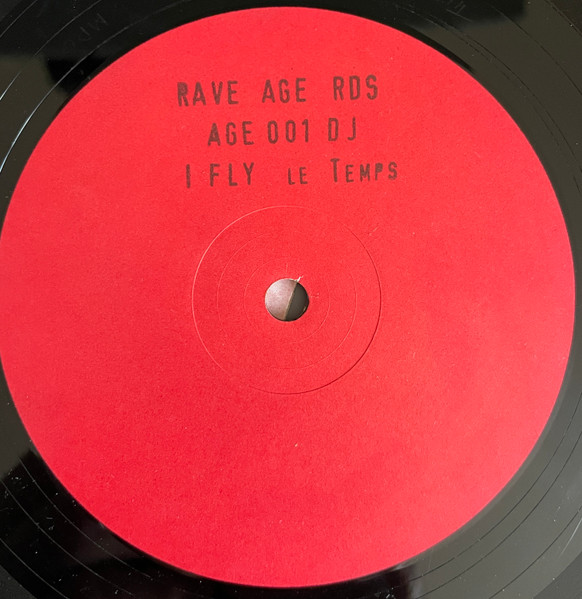 RAVE AGE RDS
AGE 001 DJ
I FLY LE TEMPS